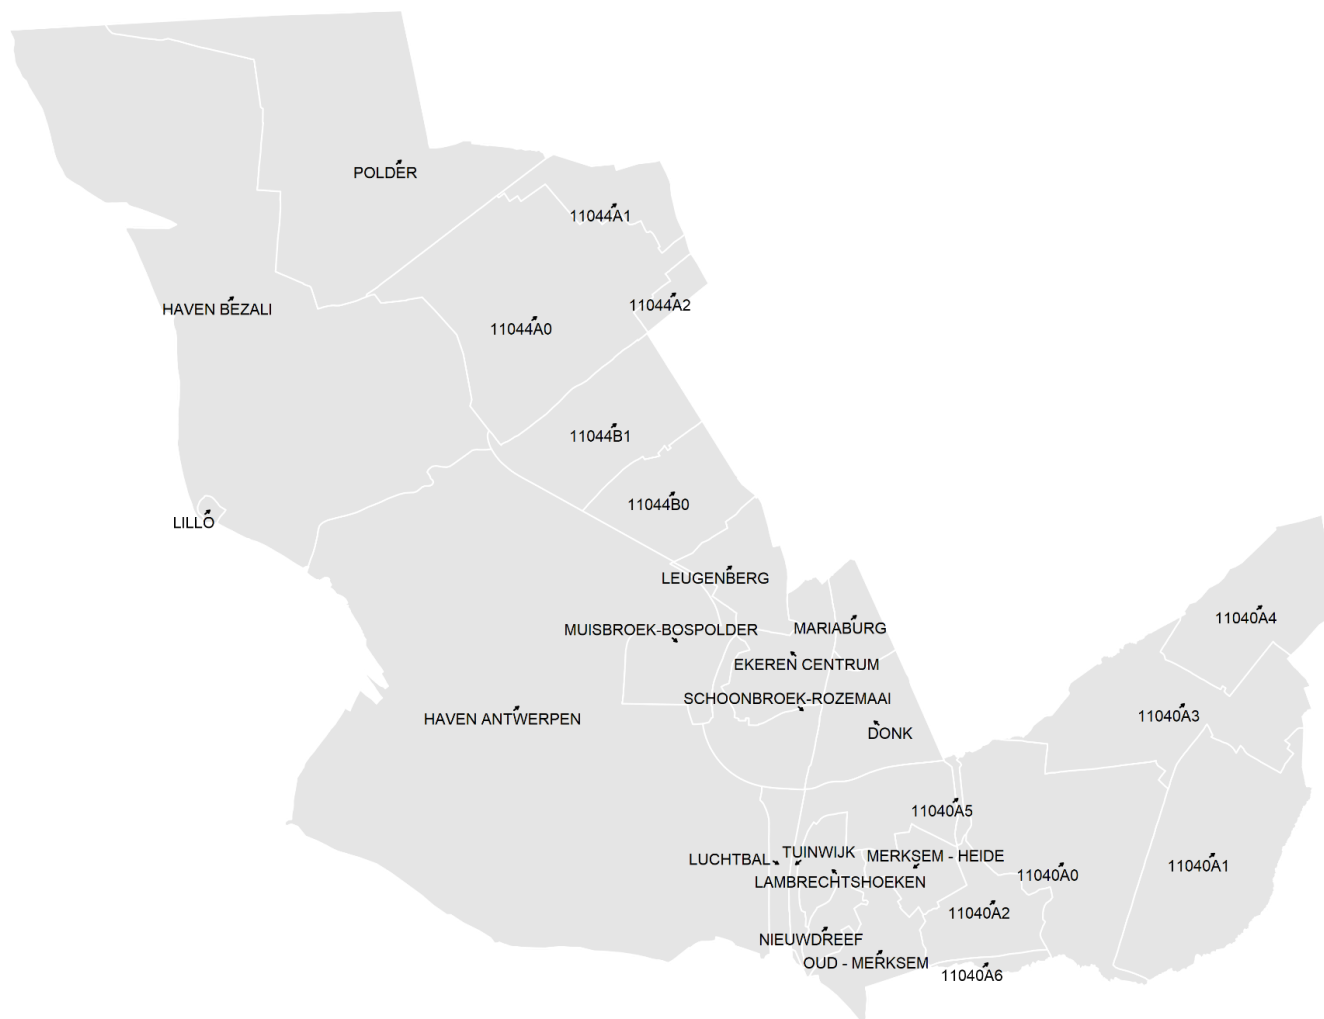 POLDER
11044A1
HAVEN BEZALI
11044A2
11044A0
11044B1
11044B0
LILLO
LEUGENBERG
11040A4
MUISBROEK-BOSPOLDER
MARIABURG
EKEREN CENTRUM
SCHOONBROEK-ROZEMAAI
11040A3
HAVEN ANTWERPEN
DONK
11040A5
TUINWIJK
LUCHTBAL
MERKSEM - HEIDE
11040A1
11040A0
LAMBRECHTSHOEKEN
11040A2
NIEUWDREEF
OUD - MERKSEM
11040A6